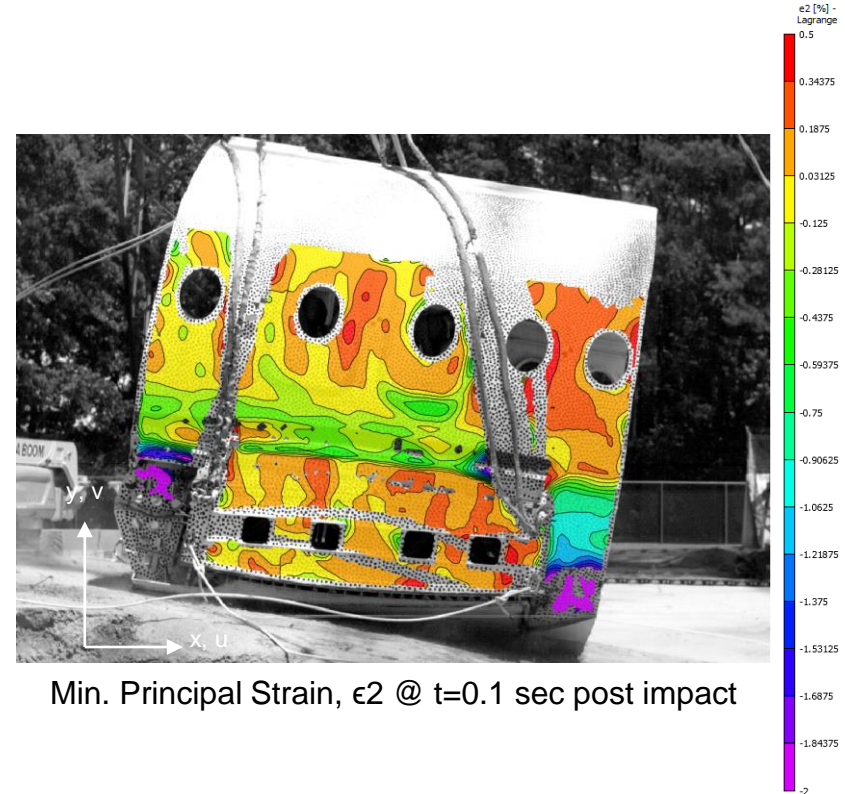 e2 [%] -
Lagrange
0.5
0.34375
0.1875
0.03125
-0.125
-0.28125
-0.4375
-0.59375
-0.75
-0.90625
-1.0625
-1.21875
-1.375
-1.53125
-1.6875
-1.84375
-2
A BOOM
y, v
x, u
Min. Principal Strain, ϵ2 @ t=0.1 sec post impact